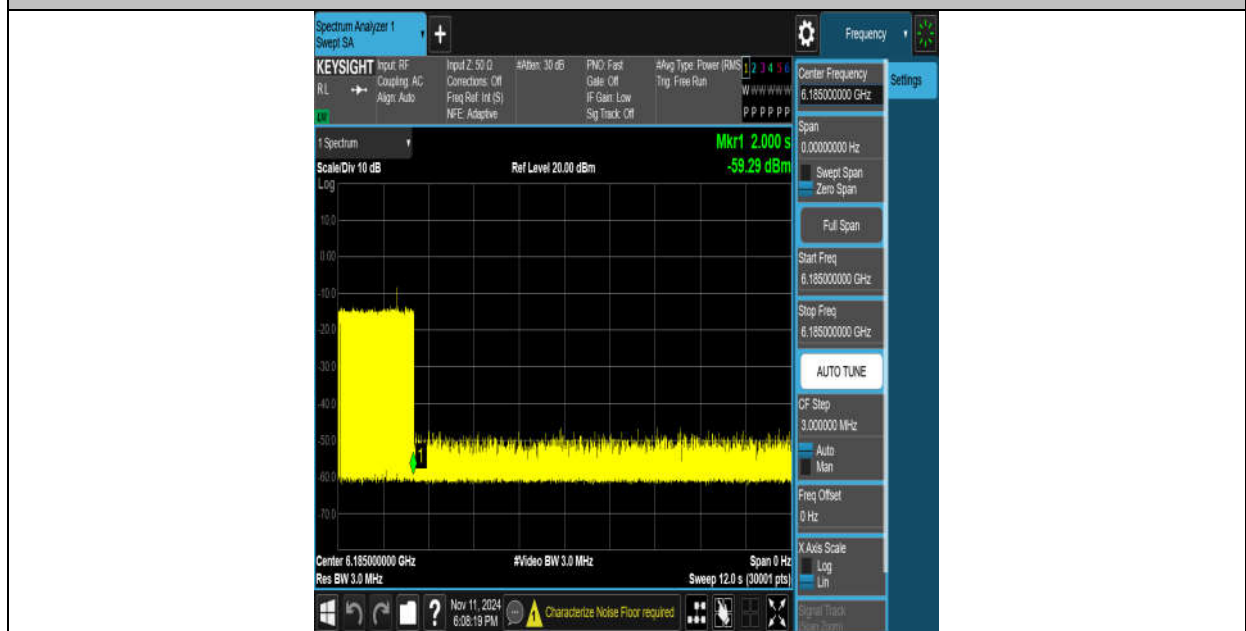 Spectrum Analyzer 1
Swept SA
Frequency
KEYSIGHT
RL
Input: RF
Coupling: AC
Align: Auto
Input Z: 50 Ω
Corrections: Off
Freq Ref: Int (S)
NFE: Adaptive
#Atten: 30 dB
PNO: Fast
Gate: Off
IF Gain: Low
Sig Track: Off
#Avg Type: Power (RMS
Trig: Free Run
1 2 3 4 5 6
W W W W W W
P P P P P P
1 Spectrum
Scale/Div 10 dB
Log
Ref Level 20.00 dBm
Mkr1 2.000 s
-59.29 dBm
10.0
0.00
-10.0
-20.0
-30.0
-40.0
-50.0
-60.0
-70.0
1
Center 6.185000000 GHz
#Video BW 3.0 MHz
Span 0 Hz
Res BW 3.0 MHz
Sweep 12.0 s (30001 pts)
Nov 11, 2024
6:08:19 PM
Characterize Noise Floor required
Center Frequency
6.185000000 GHz
Settings
Span
0.00000000 Hz
Swept Span
Zero Span
Full Span
Start Freq
6.185000000 GHz
Stop Freq
6.185000000 GHz
AUTO TUNE
CF Step
3.000000 MHz
Auto
Man
Freq Offset
0 Hz
X Axis Scale
Log
Lin
Signal Track
(Span Zoom)